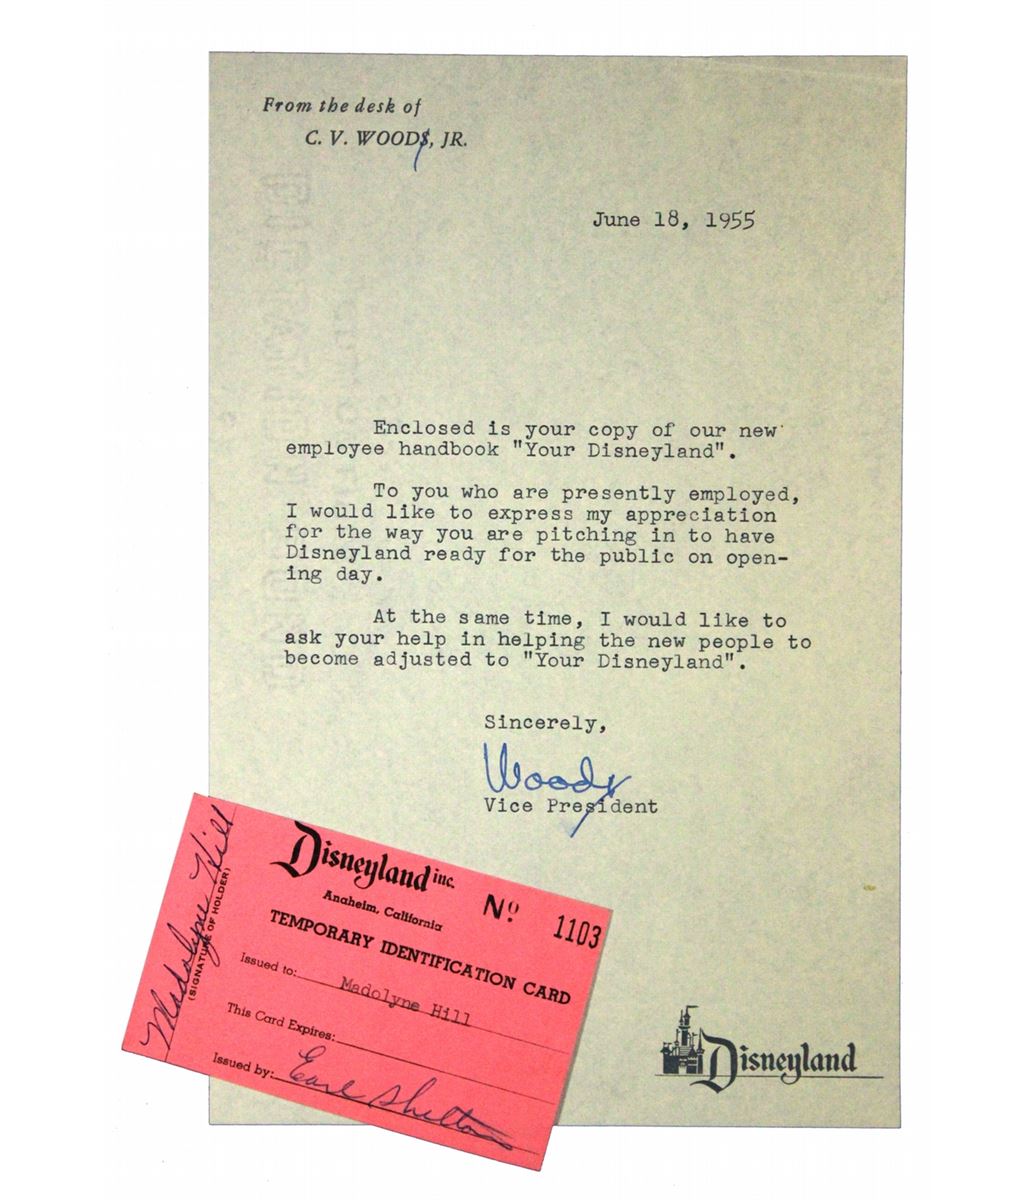 From the desk of
C. V. WOODS, JR.
June 18, 1955
Enclosed is your copy of our new
employee handbook "Your Disneyland".
To you who are presently employed,
I would like to express my appreciation
for the way you are pitching in to have
Disneyland ready for the public on open-
ing day.
At the same time, I would like to
ask your help in helping the new people to
become adjusted to "Your Disneyland".
Sincerely,
Woods
Vice President
Disneyland inc.
Anaheim, California
Nº 1103
TEMPORARY IDENTIFICATION CARD
Issued to: Madolyne Hill
This Card Expires:
Issued by: Earl Shelton
Madolyne Hill
(SIGNATURE OF HOLDER)
Disneyland